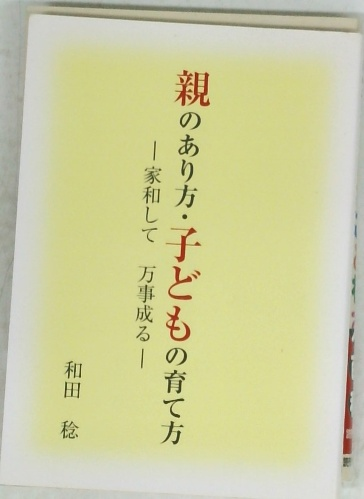 親のあり方・子どもの育て方
―家和して 万事成る―
和田 稔